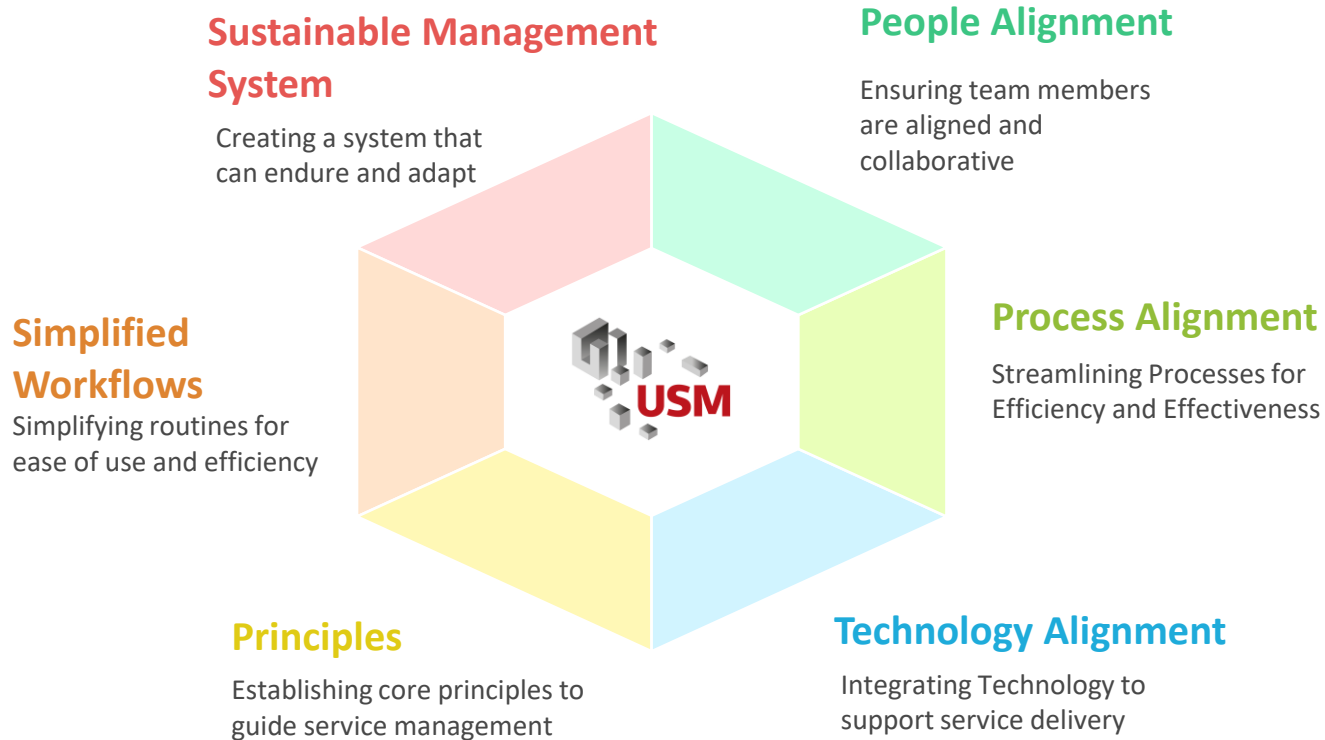 Sustainable Management
System
Creating a system that
can endure and adapt
People Alignment
Ensuring team members
are aligned and
collaborative
Simplified
Workflows
Simplifying routines for
ease of use and efficiency
USM
Process Alignment
Streamlining Processes for
Efficiency and Effectiveness
Principles
Establishing core principles to
guide service management
Technology Alignment
Integrating Technology to
support service delivery